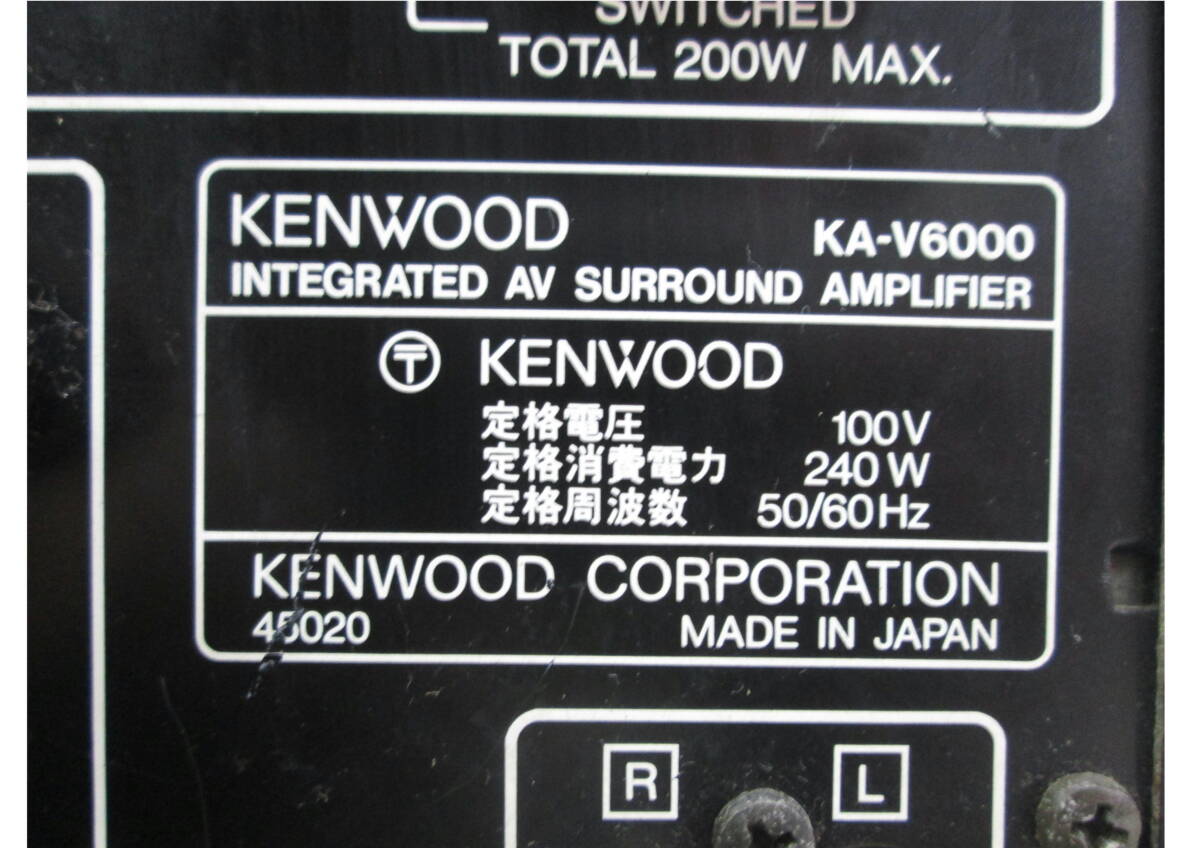 SWITCHED
TOTAL 200W MAX.
KENWOOD KA-V6000
INTEGRATED AV SURROUND AMPLIFIER
〒 KENWOOD
定格電圧 100V
定格消費電力 240W
定格周波数 50/60Hz
KENWOOD CORPORATION
45020 MADE IN JAPAN
R L